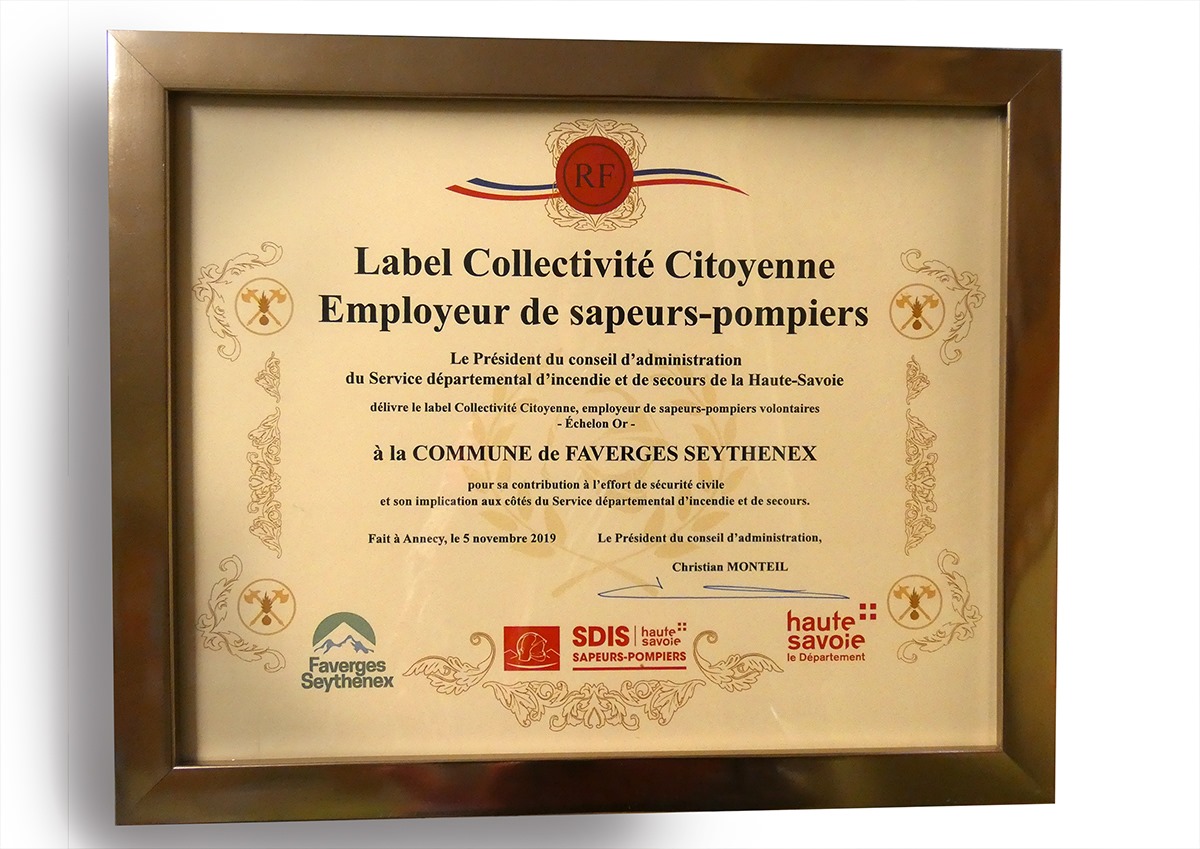 RF
Label Collectivité Citoyenne
Employeur de sapeurs-pompiers
Le Président du conseil d'administration
du Service départemental d'incendie et de secours de la Haute-Savoie
délivre le label Collectivité Citoyenne, employeur de sapeurs-pompiers volontaires
- Échelon Or -
à la COMMUNE de FAVERGES SEYTHENEX
pour sa contribution à l'effort de sécurité civile
et son implication aux côtés du Service départemental d'incendie et de secours.
Fait à Annecy, le 5 novembre 2019
Le Président du conseil d'administration,
Christian MONTEIL
Faverges
Seythenex
SDIS
haute
savoie
SAPEURS-POMPIERS
haute
savoie
le Département